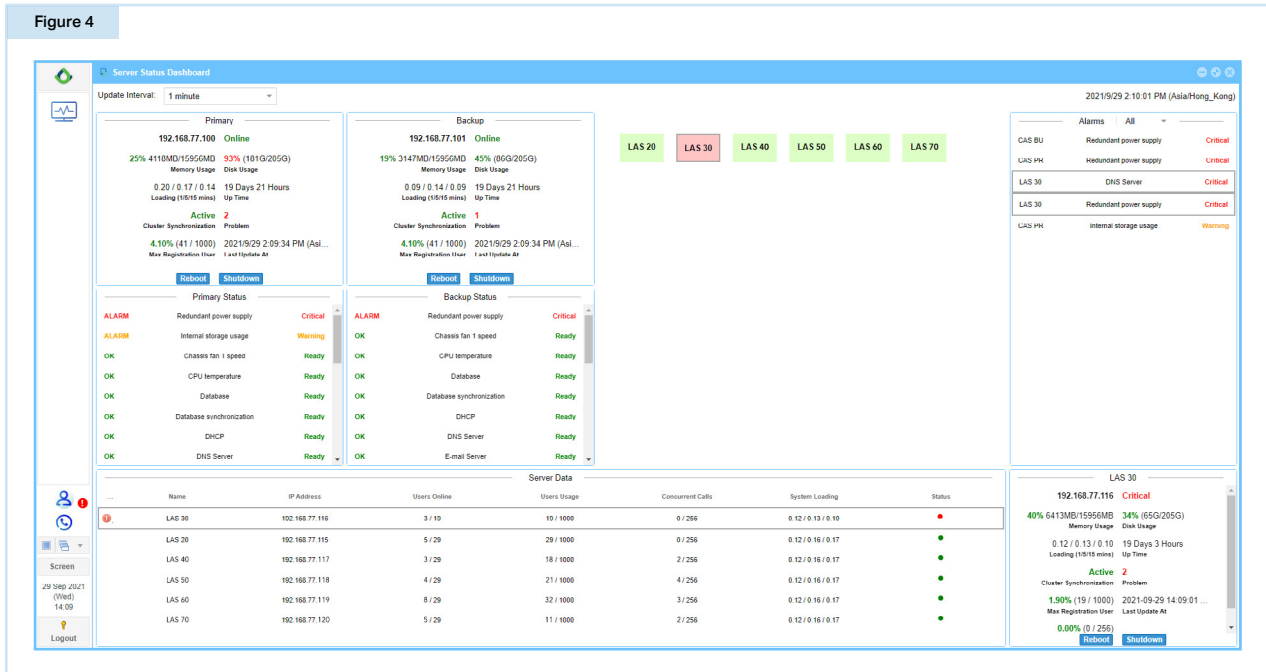 Figure 4
Server Status Dashboard
Update Interval: 1 minute
2021/9/29 2:10:01 PM (Asia/Hong_Kong)
Primary
192.168.77.100 Online
25% 4110MB/15956MB 93% (181G/205G)
Memory Usage Disk Usage
0.20 / 0.17 / 0.14 19 Days 21 Hours
Loading (1/5/15 mins) Up Time
Active 2
Cluster Synchronization Problem
4.10% (41 / 1000) 2021/9/29 2:09:34 PM (Asi...
Max Registration User Last Update At
Reboot Shutdown
Backup
192.168.77.101 Online
19% 3147MB/15956MB 45% (86G/205G)
Memory Usage Disk Usage
0.09 / 0.14 / 0.09 19 Days 21 Hours
Loading (1/5/15 mins) Up Time
Active 1
Cluster Synchronization Problem
4.10% (41 / 1000) 2021/9/29 2:09:34 PM (Asi...
Max Registration User Last Update At
Reboot Shutdown
LAS 20 LAS 30 LAS 40 LAS 50 LAS 60 LAS 70
Alarms All
CAS BU Redundant power supply Critical
CAS PR Redundant power supply Critical
LAS 30 DNS Server Critical
LAS 30 Redundant power supply Critical
CAS PR Internal storage usage Warning
Primary Status
ALARM Redundant power supply Critical
ALARM Internal storage usage Warning
OK Chassis fan 1 speed Ready
OK CPU temperature Ready
OK Database Ready
OK Database synchronization Ready
OK DHCP Ready
OK DNS Server Ready
Backup Status
ALARM Redundant power supply Critical
OK Chassis fan 1 speed Ready
OK CPU temperature Ready
OK Database Ready
OK Database synchronization Ready
OK DHCP Ready
OK DNS Server Ready
OK E-mail Server Ready
Server Data
... Name IP Address Users Online Users Usage Concurrent Calls System Loading Status
LAS 30 192.168.77.116 3 / 19 19 / 1000 0 / 256 0.12 / 0.13 / 0.10
LAS 20 192.168.77.115 5 / 29 29 / 1000 0 / 256 0.12 / 0.16 / 0.17
LAS 40 192.168.77.117 3 / 29 18 / 1000 2 / 256 0.12 / 0.16 / 0.17
LAS 50 192.168.77.118 4 / 29 21 / 1000 4 / 256 0.12 / 0.16 / 0.17
LAS 60 192.168.77.119 8 / 29 32 / 1000 3 / 256 0.12 / 0.16 / 0.17
LAS 70 192.168.77.120 5 / 29 11 / 1000 2 / 256 0.12 / 0.16 / 0.17
LAS 30
192.168.77.116 Critical
40% 6413MB/15956MB 34% (65G/205G)
Memory Usage Disk Usage
0.12 / 0.13 / 0.10 19 Days 3 Hours
Loading (1/5/15 mins) Up Time
Active 2
Cluster Synchronization Problem
1.90% (19 / 1000) 2021-09-29 14:09:01 ...
Max Registration User Last Update At
0.00% (0 / 256)
Reboot Shutdown
Screen
29 Sep 2021
(Wed)
14:09
Logout